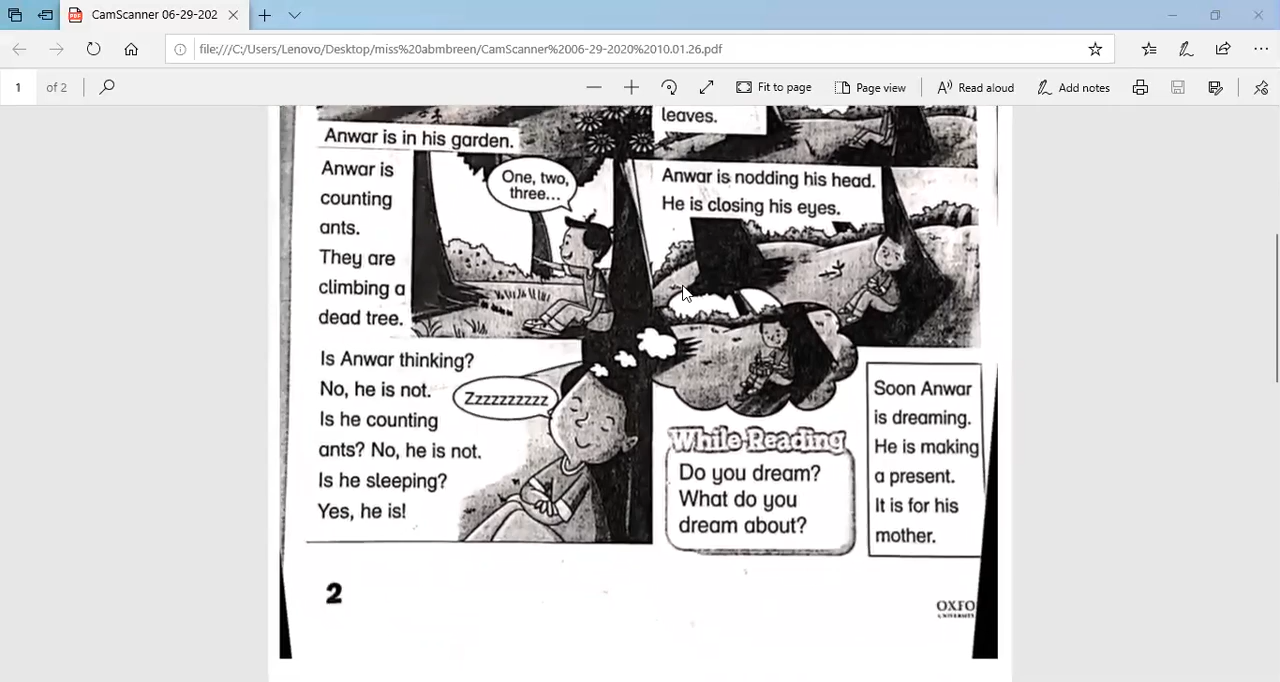 CamScanner 06-29-202
file:///C:/Users/Lenovo/Desktop/miss%20abmbreen/CamScanner%2006-29-2020%2010.01.26.pdf
1 of 2
Fit to page
Page view
Read aloud
Add notes
Anwar is in his garden.
leaves.
Anwar is
counting
ants.
They are
climbing a
dead tree.
One, two,
three...
Anwar is nodding his head.
He is closing his eyes.
Is Anwar thinking?
No, he is not.
Is he counting
ants? No, he is not.
Is he sleeping?
Yes, he is!
Zzzzzzzzzz
While-Reading
Do you dream?
What do you
dream about?
Soon Anwar
is dreaming.
He is making
a present.
It is for his
mother.
2
OXFO
UNIVERSITY